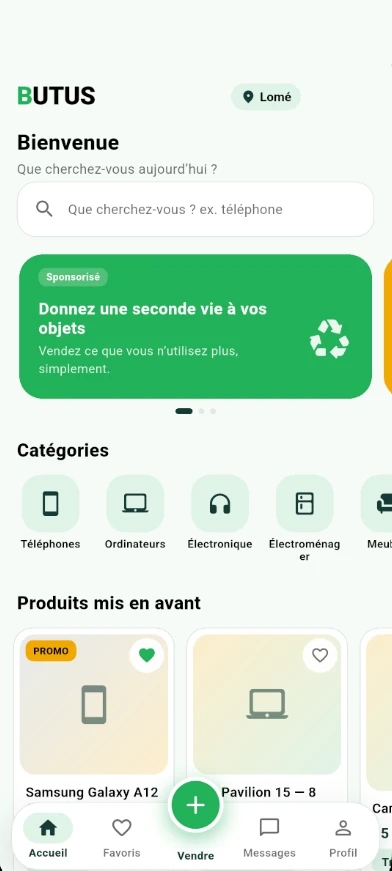 BUTUS
Lomé
Bienvenue
Que cherchez-vous aujourd'hui ?
Que cherchez-vous ? ex. téléphone
Sponsorisé
Donnez une seconde vie à vos
objets
Vendez ce que vous n'utilisez plus,
simplement.
Catégories
Téléphones
Ordinateurs
Électronique
Électroménag
er
Produits mis en avant
PROMO
Samsung Galaxy A12
Pavilion 15 — 8
Accueil
Favoris
Vendre
Messages
Profil